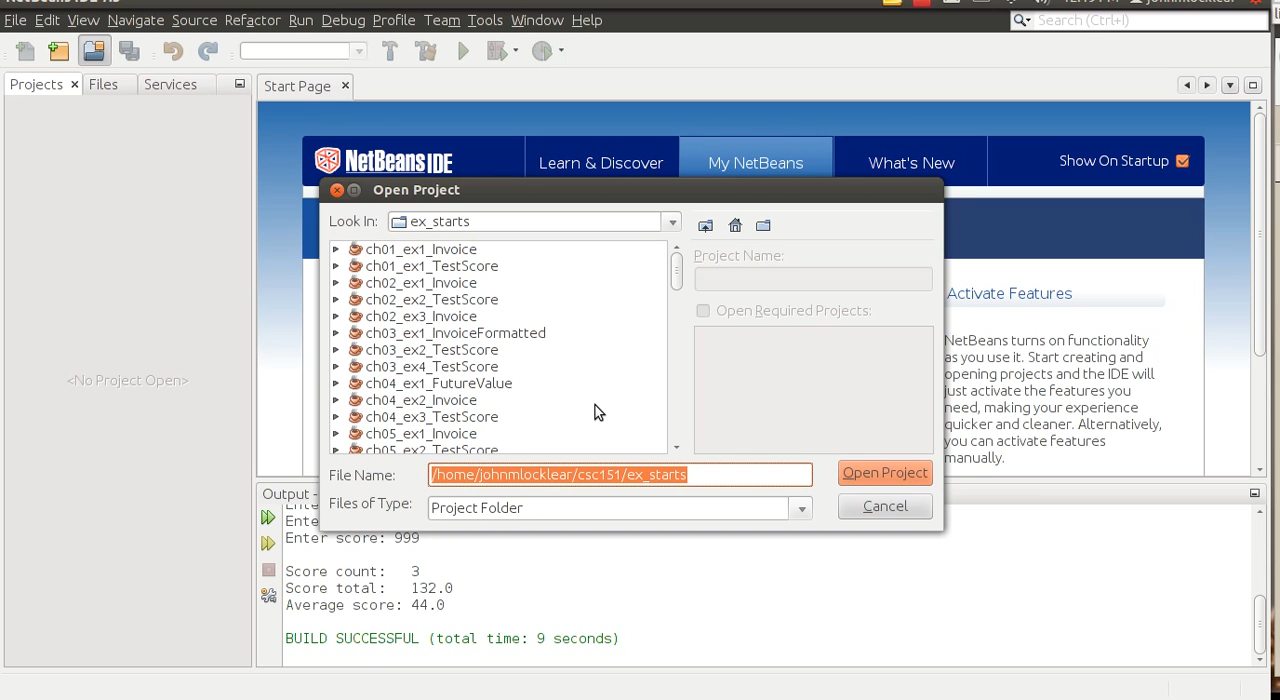 File Edit View Navigate Source Refactor Run Debug Profile Team Tools Window Help
Search (Ctrl+I)
Projects Files Services
Start Page
NetBeans IDE Learn & Discover My NetBeans What's New Show On Startup
Open Project
Look In: ex_starts
ch01_ex1_Invoice
ch01_ex1_TestScore
ch02_ex1_Invoice
ch02_ex2_TestScore
ch02_ex3_Invoice
ch03_ex1_InvoiceFormatted
ch03_ex2_TestScore
ch03_ex4_TestScore
ch04_ex1_FutureValue
ch04_ex2_Invoice
ch04_ex3_TestScore
ch05_ex1_Invoice
ch05_ex2_TestScore
Project Name:
Open Required Projects:
File Name: /home/johnmlocklear/csc151/ex_starts
Open Project
Files of Type: Project Folder
Cancel
<No Project Open>
Activate Features
NetBeans turns on functionality
as you use it. Start creating and
opening projects and the IDE will
just activate the features you
need, making your experience
quicker and cleaner. Alternatively,
you can activate features
manually.
Output -
Enter score: 999
Score count: 3
Score total: 132.0
Average score: 44.0
BUILD SUCCESSFUL (total time: 9 seconds)